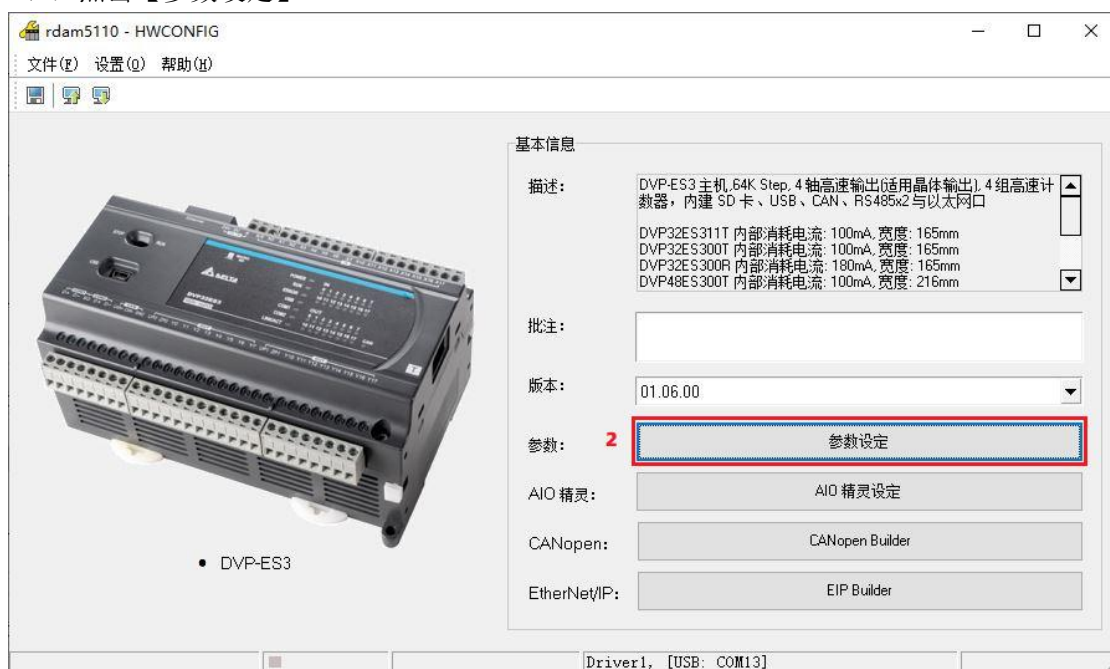 rdam5110 - HWCONFIG
文件(F) 设置(O) 帮助(H)
基本信息
描述：
DVP-ES3 主机,64K Step, 4 轴高速输出(适用晶体输出), 4 组高速计
数器，内建 SD 卡、USB、CAN、RS485x2 与以太网口
DVP32ES311T 内部消耗电流: 100mA, 宽度: 165mm
DVP32ES300T 内部消耗电流: 100mA, 宽度: 165mm
DVP32ES300R 内部消耗电流: 180mA, 宽度: 165mm
DVP48ES300T 内部消耗电流: 100mA, 宽度: 216mm
批注：
版本：
01.06.00
参数：
2
参数设定
AIO 精灵：
AIO 精灵设定
CANopen：
CANopen Builder
EtherNet/IP：
EIP Builder
DELTA
• DVP-ES3
Driver1, [USB: COM13]